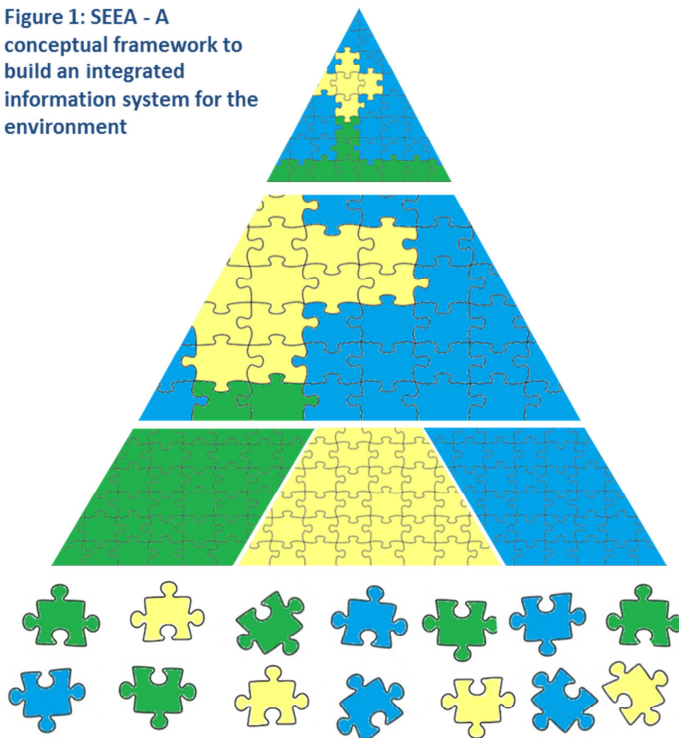 Figure 1: SEEA - A
conceptual framework to
build an integrated
information system for the
environment